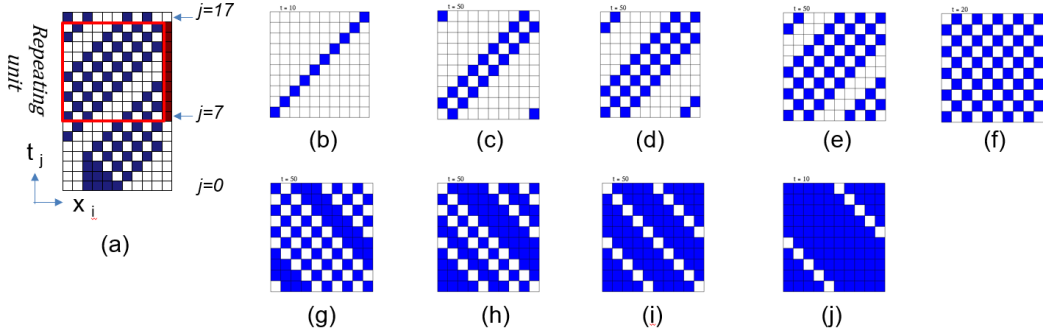 j=17
Repeating
unit
j=7
t j
j=0
x i
(a)
t = 10
(b)
t = 50
(c)
t = 50
(d)
t = 50
(e)
t = 20
(f)
t = 50
(g)
t = 50
(h)
t = 50
(i)
t = 10
(j)